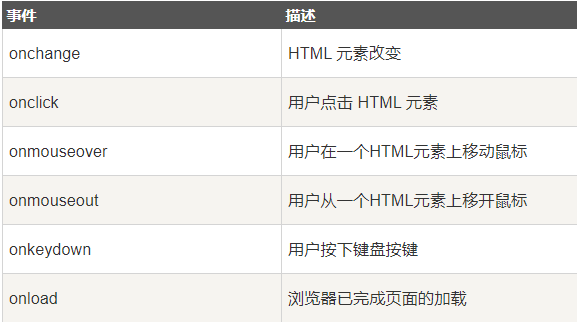 事件 描述
onchange HTML 元素改变
onclick 用户点击 HTML 元素
onmouseover 用户在一个HTML元素上移动鼠标
onmouseout 用户从一个HTML元素上移开鼠标
onkeydown 用户按下键盘按键
onload 浏览器已完成页面的加载